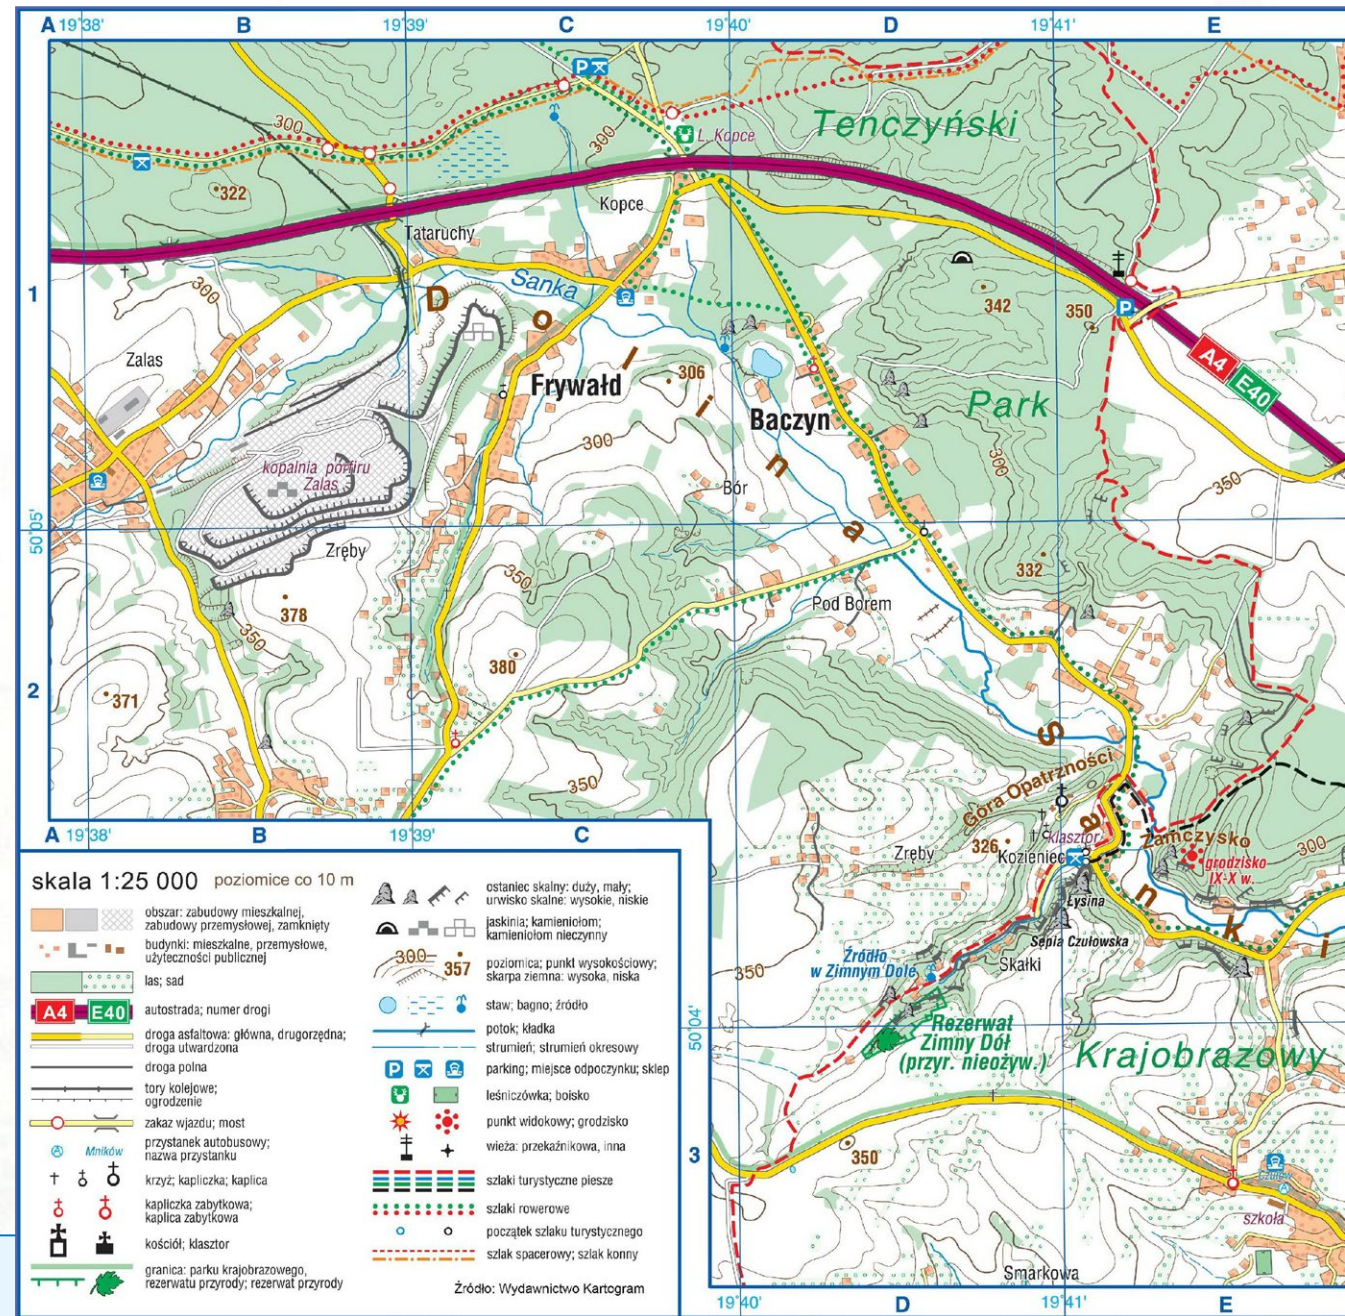 A 19°38' B 19°39' C 19°40' D 19°41' E
Teńczyński
L. Kopce
300
300
322
Kopce
Tataruchy
1
Sanka
300
342
350
Zalas
306
Frywałd
A4
E40
Park
Baczyn
300
300
350
kopalnia porfiru
Zalas
Bór
50°05'
Zręby
350
332
Pod Borem
378
350
380
2
371
350
Dolina Sanki
Góra Opatrzności
A 19°38' B 19°39' C
klasztor
Zamczysko
326
300
Zręby
Kozieniec
grodzisko
IX-X w.
Łysina
Sępia Czułowska
350
Źródło
w Zimnym Dole
Skałki
50°04'
Rezerwat
Zimny Dół
(przyr. nieożyw.)
Krajobrazowy
3
350
Czułów
szkoła
Smarkowa
19°40' D 19°41' E
skala 1:25 000 poziomice co 10 m
obszar: zabudowy mieszkalnej,
zabudowy przemysłowej, zamknięty
budynki: mieszkalne, przemysłowe,
użyteczności publicznej
las; sad
A4 E40 autostrada; numer drogi
droga asfaltowa: główna, drugorzędna;
droga utwardzona
droga polna
tory kolejowe;
ogrodzenie
zakaz wjazdu; most
A Mników przystanek autobusowy;
nazwa przystanku
krzyż; kapliczka; kaplica
kapliczka zabytkowa;
kaplica zabytkowa
kościół; klasztor
granica: parku krajobrazowego,
rezerwatu przyrody; rezerwat przyrody
ostaniec skalny: duży, mały;
urwisko skalne: wysokie, niskie
jaskinia; kamieniołom;
kamieniołom nieczynny
300 357 poziomica; punkt wysokościowy;
skarpa ziemna: wysoka, niska
staw; bagno; źródło
potok; kładka
strumień; strumień okresowy
P parking; miejsce odpoczynku; sklep
leśniczówka; boisko
punkt widokowy; grodzisko
wieża: przekaźnikowa, inna
szlaki turystyczne piesze
szlaki rowerowe
początek szlaku turystycznego
szlak spacerowy; szlak konny
Źródło: Wydawnictwo Kartogram